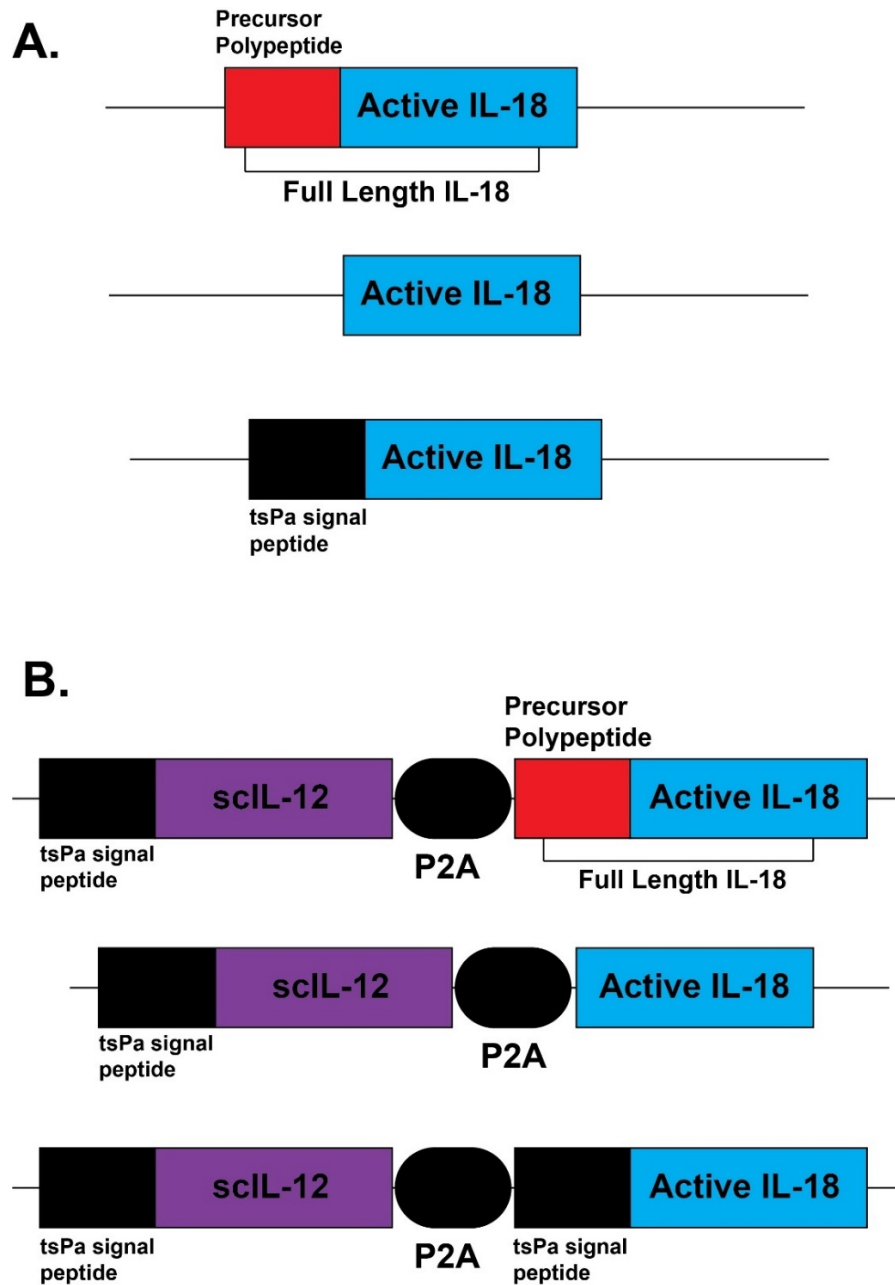 A.
Precursor
Polypeptide
Active IL-18
Full Length IL-18
Active IL-18
Active IL-18
tsPa signal
peptide
B.
Precursor
Polypeptide
scIL-12
Active IL-18
tsPa signal
peptide
P2A
Full Length IL-18
scIL-12
Active IL-18
tsPa signal
peptide
P2A
scIL-12
Active IL-18
tsPa signal
peptide
P2A
tsPa signal
peptide